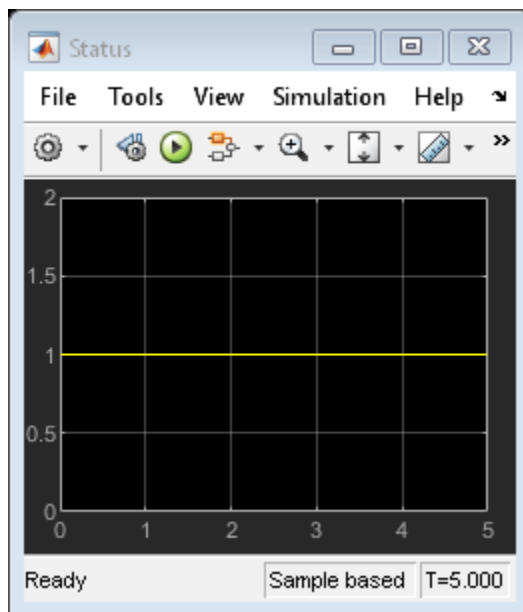 Status
File Tools View Simulation Help
2
1.5
1
0.5
0
0 1 2 3 4 5
Ready Sample based T=5.000